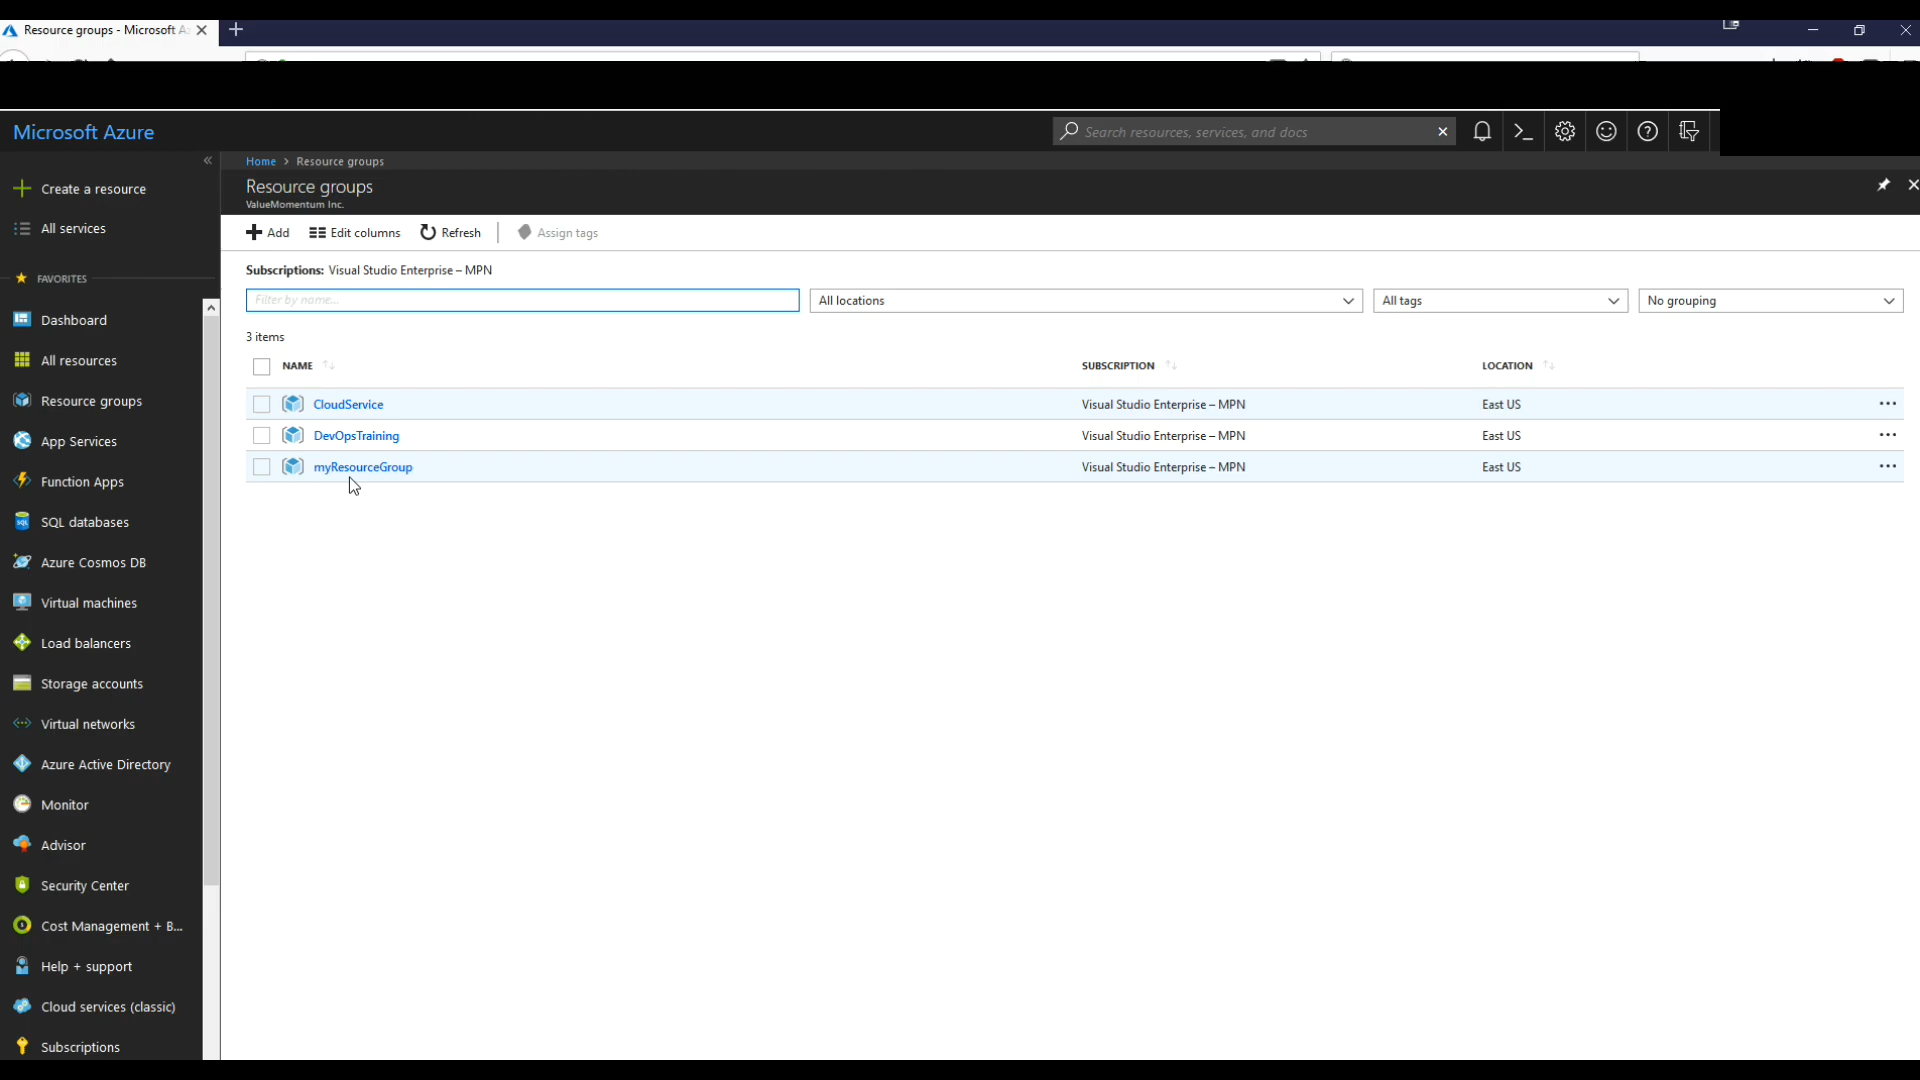 Resource groups - Microsoft A
Microsoft Azure
Search resources, services, and docs
Home > Resource groups
Resource groups
ValueMomentum Inc.
Create a resource
All services
FAVORITES
Dashboard
All resources
Resource groups
App Services
Function Apps
SQL databases
Azure Cosmos DB
Virtual machines
Load balancers
Storage accounts
Virtual networks
Azure Active Directory
Monitor
Advisor
Security Center
Cost Management + B...
Help + support
Cloud services (classic)
Subscriptions
Add Edit columns Refresh Assign tags
Subscriptions: Visual Studio Enterprise – MPN
Filter by name... All locations All tags No grouping
3 items
NAME SUBSCRIPTION LOCATION
CloudService Visual Studio Enterprise – MPN East US
DevOpsTraining Visual Studio Enterprise – MPN East US
myResourceGroup Visual Studio Enterprise – MPN East US